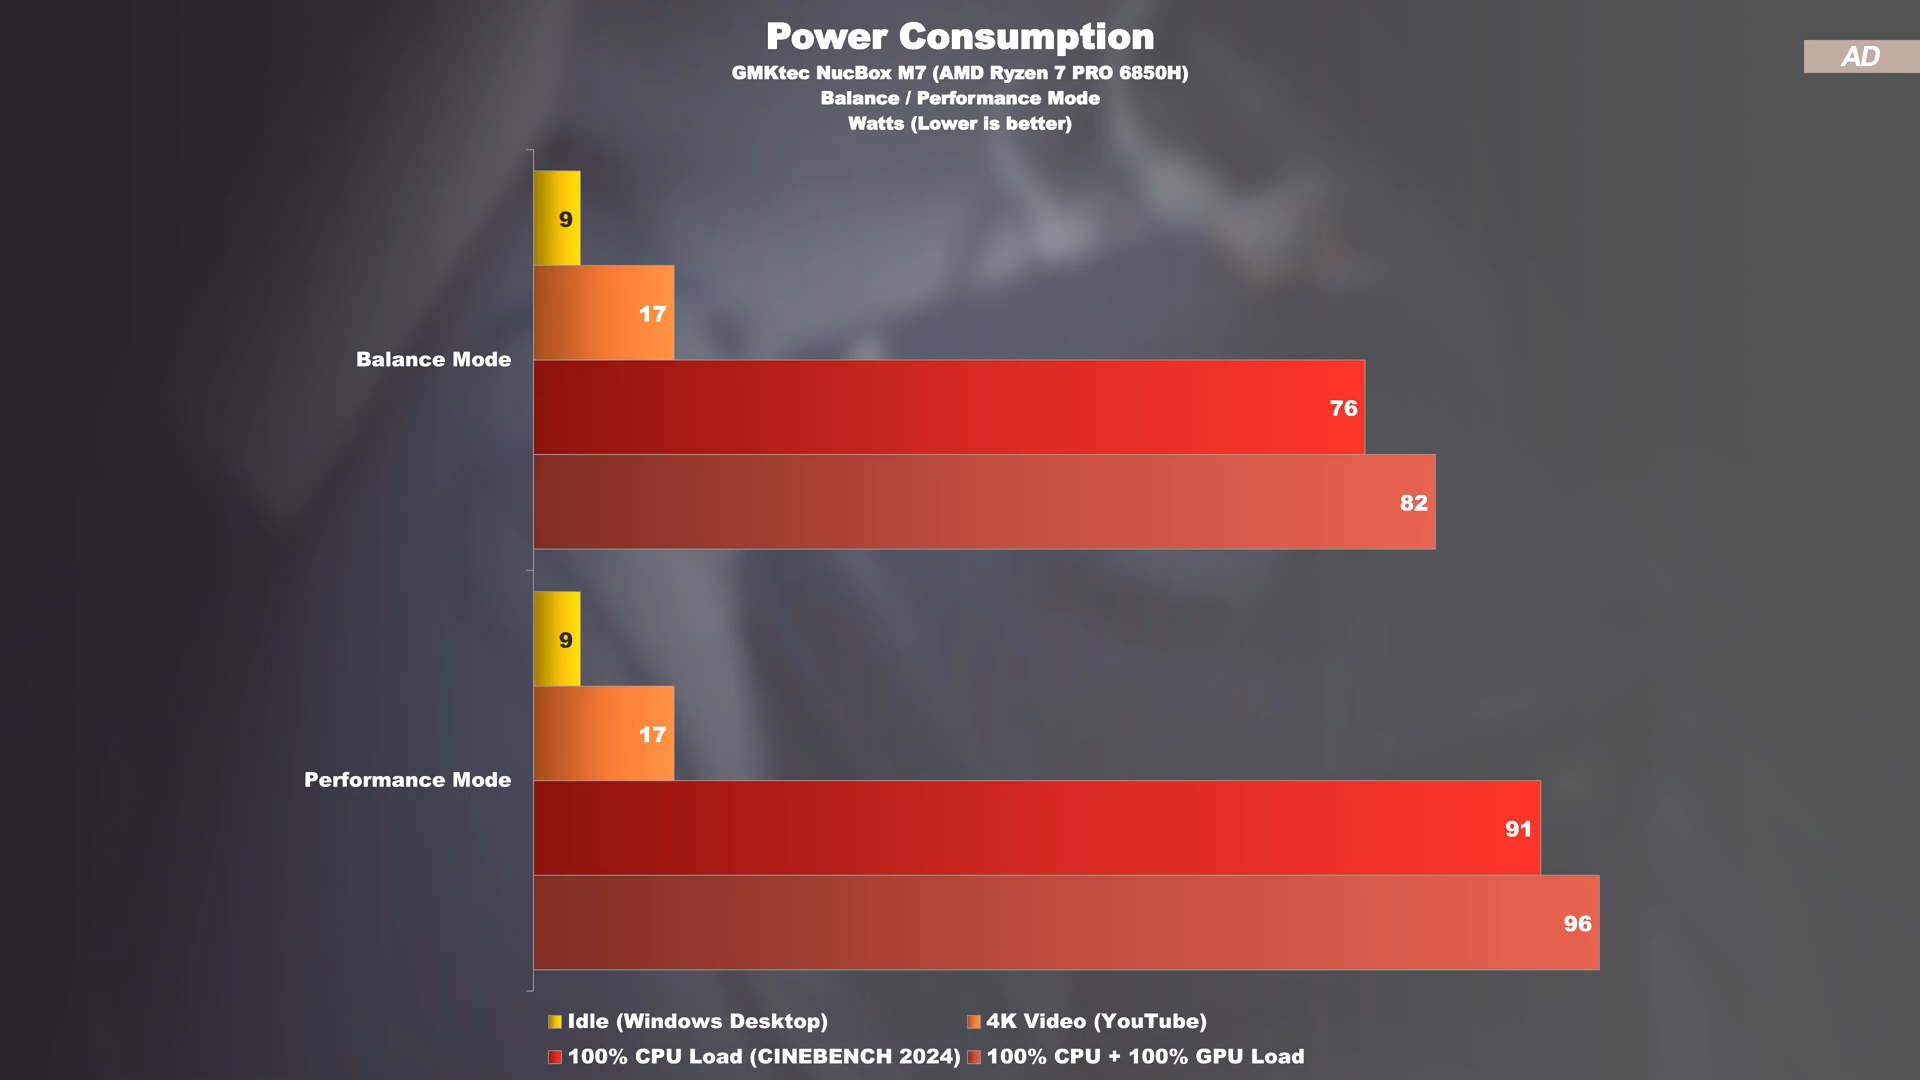 Power Consumption
GMKtec NucBox M7 (AMD Ryzen 7 PRO 6850H)
Balance / Performance Mode
Watts (Lower is better)
AD
9
17
Balance Mode
76
82
9
17
Performance Mode
91
96
Idle (Windows Desktop)
4K Video (YouTube)
100% CPU Load (CINEBENCH 2024)
100% CPU + 100% GPU Load